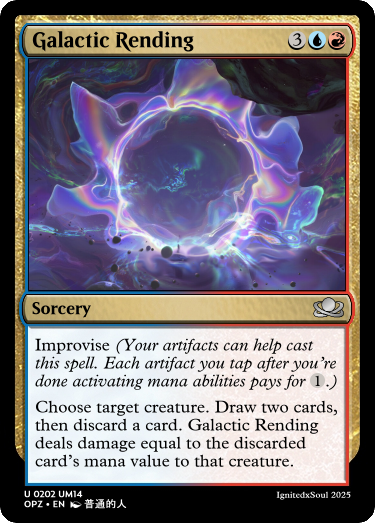 Galactic Rending 3
Sorcery
Improvise (Your artifacts can help cast
this spell. Each artifact you tap after you're
done activating mana abilities pays for 1.)
Choose target creature. Draw two cards,
then discard a card. Galactic Rending
deals damage equal to the discarded
card's mana value to that creature.
U 0202 UM14
OPZ • EN 普通的人
IgnitedxSoul 2025